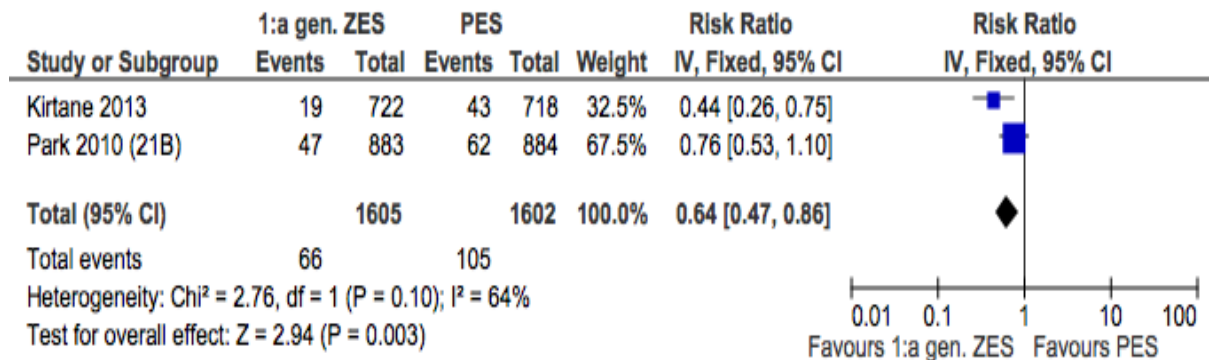 1:a gen. ZES PES Risk Ratio Risk Ratio
Study or Subgroup Events Total Events Total Weight IV, Fixed, 95% CI IV, Fixed, 95% CI
Kirtane 2013 19 722 43 718 32.5% 0.44 [0.26, 0.75]
Park 2010 (21B) 47 883 62 884 67.5% 0.76 [0.53, 1.10]
Total (95% CI) 1605 1602 100.0% 0.64 [0.47, 0.86]
Total events 66 105
Heterogeneity: Chi² = 2.76, df = 1 (P = 0.10); I² = 64%
Test for overall effect: Z = 2.94 (P = 0.003)
0.01 0.1 1 10 100
Favours 1:a gen. ZES Favours PES